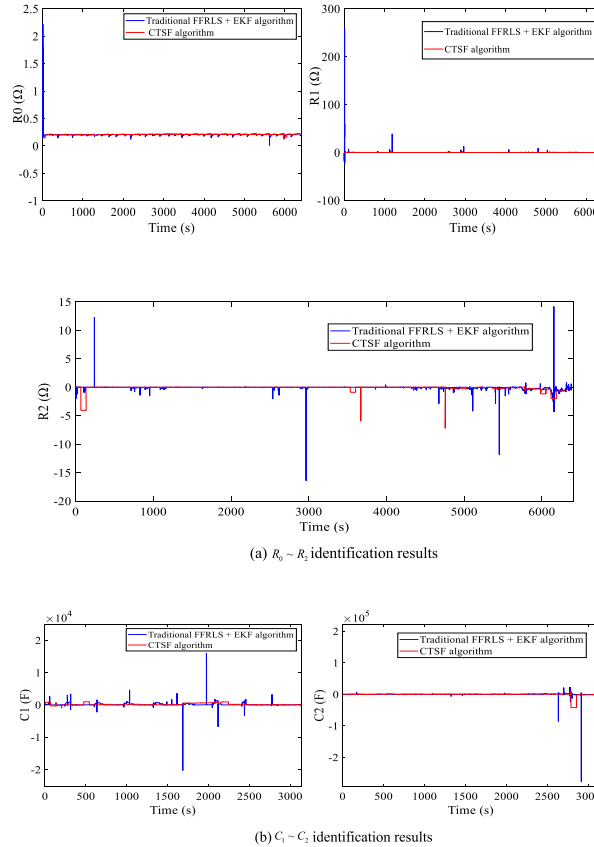 Traditional FFRLS + EKF algorithm
CTSF algorithm
2.5
2
1.5
1
0.5
0
-0.5
-1
R0 (Ω)
0 1000 2000 3000 4000 5000 6000
Time (s)
Traditional FFRLS + EKF algorithm
CTSF algorithm
300
200
100
0
-100
R1 (Ω)
0 1000 2000 3000 4000 5000 6000
Time (s)
Traditional FFRLS + EKF algorithm
CTSF algorithm
15
10
5
0
-5
-10
-15
-20
R2 (Ω)
0 1000 2000 3000 4000 5000 6000
Time (s)
(a) R₀ ~ R₂ identification results
×10⁴
Traditional FFRLS + EKF algorithm
CTSF algorithm
2
1
0
-1
-2
C1 (F)
0 500 1000 1500 2000 2500 3000
Time (s)
×10⁵
Traditional FFRLS + EKF algorithm
CTSF algorithm
2
1
0
-1
-2
C2 (F)
0 500 1000 1500 2000 2500 300
Time (s)
(b) C₁ ~ C₂ identification results